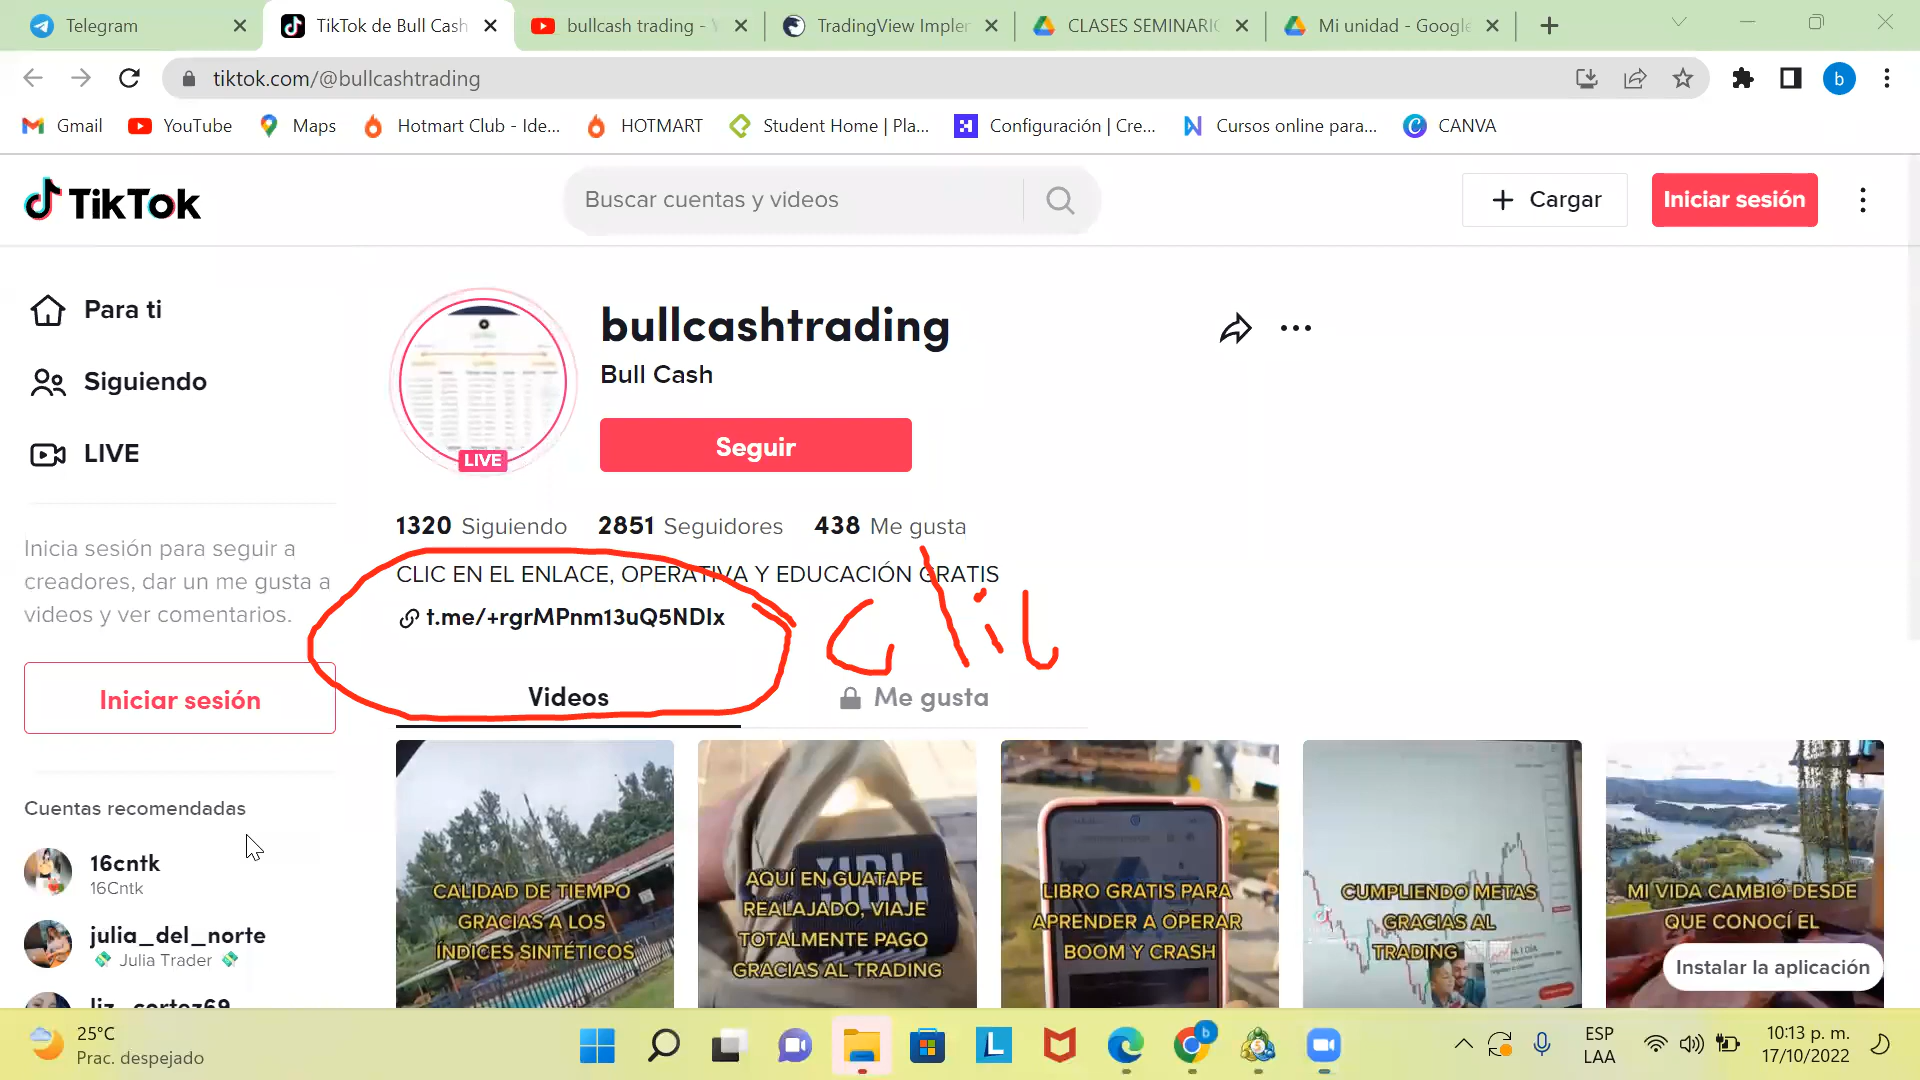 Telegram
TikTok de Bull Cash
bullcash trading - Y
TradingView Implem
CLASES SEMINARIO
Mi unidad - Google
tiktok.com/@bullcashtrading
b
Gmail
YouTube
Maps
Hotmart Club - Ide...
HOTMART
Student Home | Pla...
Configuración | Cre...
Cursos online para...
CANVA
TikTok
Buscar cuentas y videos
+ Cargar
Iniciar sesión
Para ti
Siguiendo
LIVE
Inicia sesión para seguir a
creadores, dar un me gusta a
videos y ver comentarios.
Iniciar sesión
Cuentas recomendadas
16cntk
16Cntk
julia_del_norte
Julia Trader
liz_cortez69
LIVE
bullcashtrading
Bull Cash
Seguir
1320 Siguiendo 2851 Seguidores 438 Me gusta
CLIC EN EL ENLACE, OPERATIVA Y EDUCACIÓN GRATIS
t.me/+rgrMPnm13uQ5NDIx
clic
Videos
Me gusta
CALIDAD DE TIEMPO
GRACIAS A LOS
ÍNDICES SINTÉTICOS
AQUÍ EN GUATAPE
REALAJADO, VIAJE
TOTALMENTE PAGO
GRACIAS AL TRADING
LIBRO GRATIS PARA
APRENDER A OPERAR
BOOM Y CRASH
CUMPLIENDO METAS
GRACIAS AL
TRADING
MI VIDA CAMBIO DESDE
QUE CONOCÍ EL
Instalar la aplicación
25°C
Prac. despejado
L
b
ESP
LAA
10:13 p. m.
17/10/2022